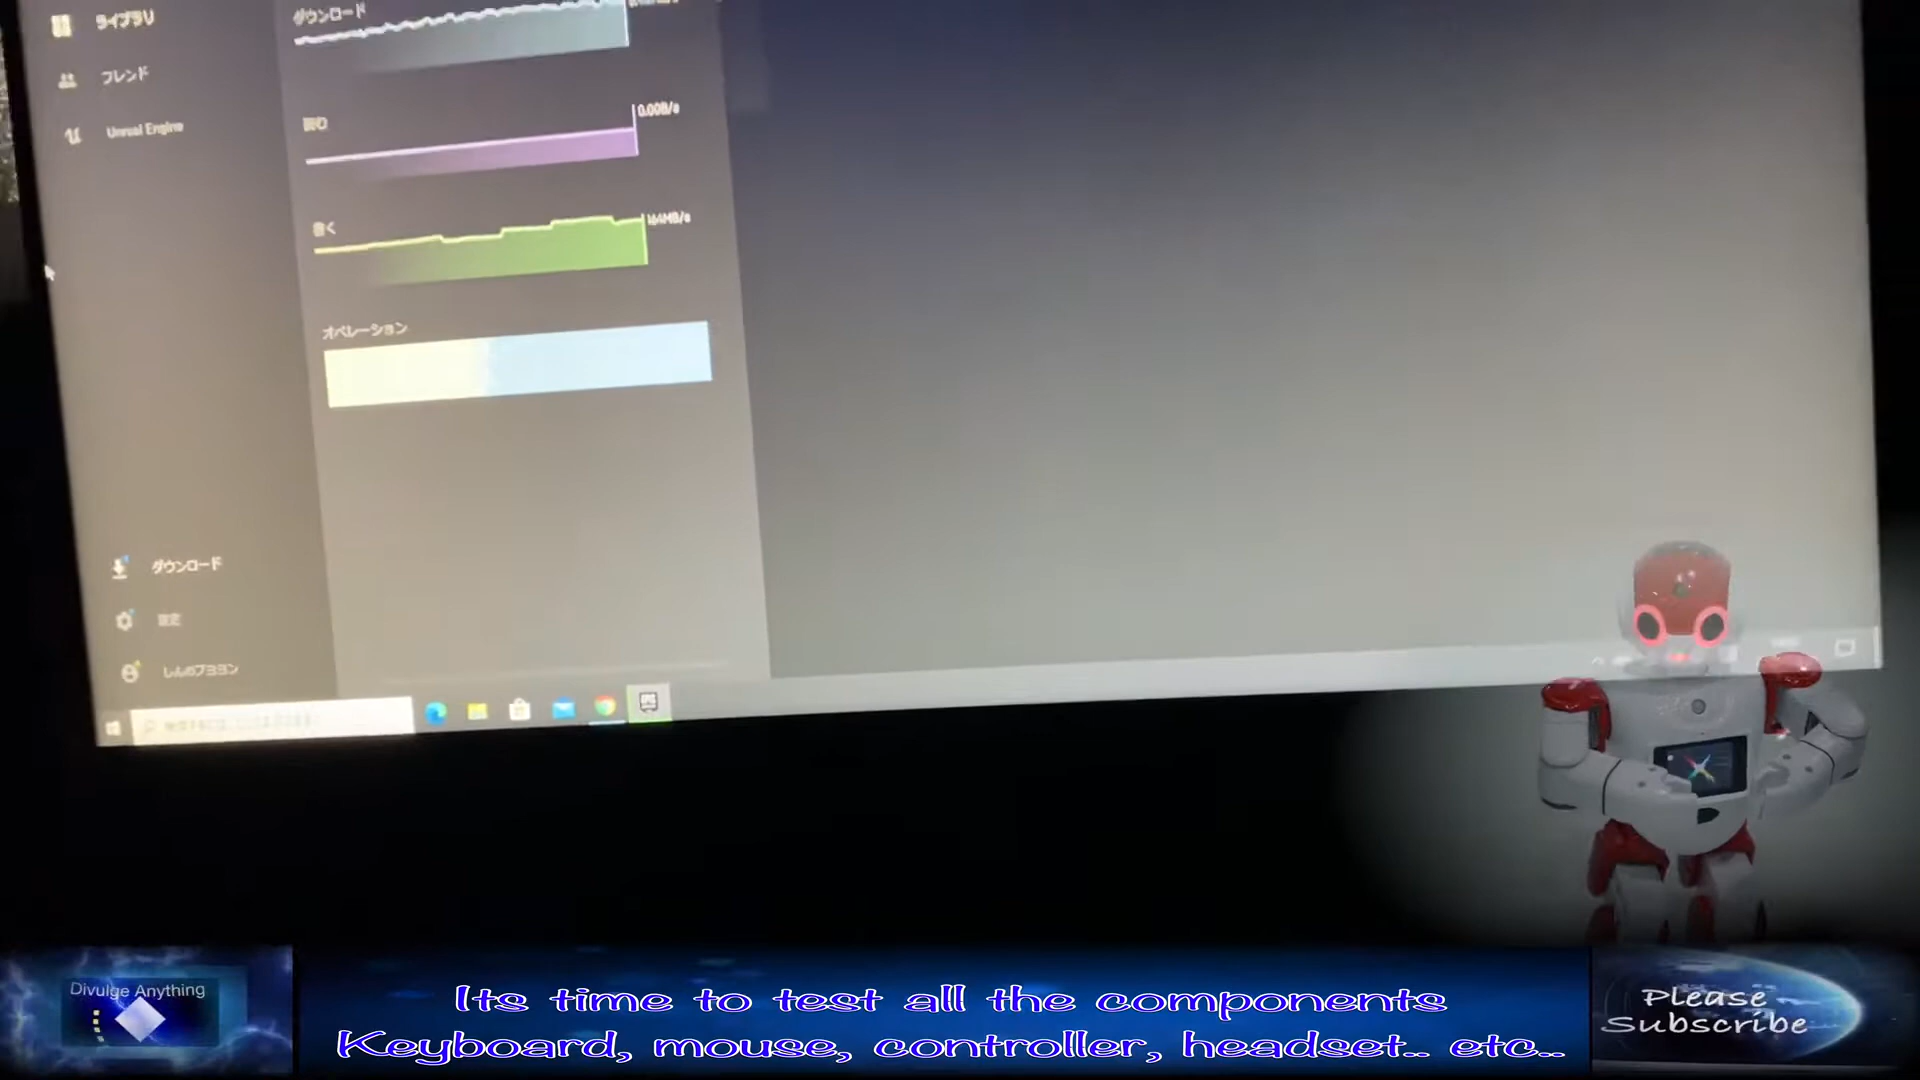 ライブラリ
ダウンロード
フレンド
Unreal Engine
読む
0.00B/s
書く
オペレーション
ダウンロード
設定
Divulge Anything
Its time to test all the components
Keyboard, mouse, controller, headset.. etc..
Please
Subscribe